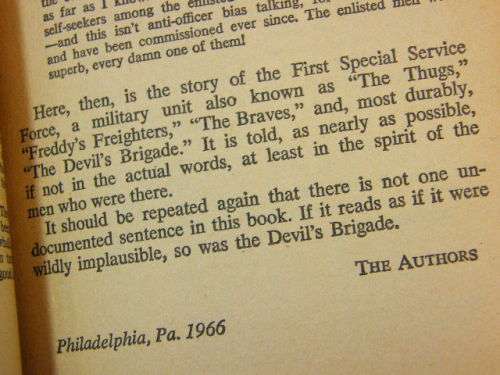 as far as I know
self-seekers among the enlisted
—and this isn't anti-officer bias talking, for
and have been commissioned ever since. The enlisted men
superb, every damn one of them!
Here, then, is the story of the First Special Service
Force, a military unit also known as "The Thugs,"
"Freddy's Freighters," "The Braves," and, most durably,
"The Devil's Brigade." It is told, as nearly as possible,
if not in the actual words, at least in the spirit of the
men who were there.
It should be repeated again that there is not one un-
documented sentence in this book. If it reads as if it were
wildly implausible, so was the Devil's Brigade.
THE AUTHORS
Philadelphia, Pa. 1966